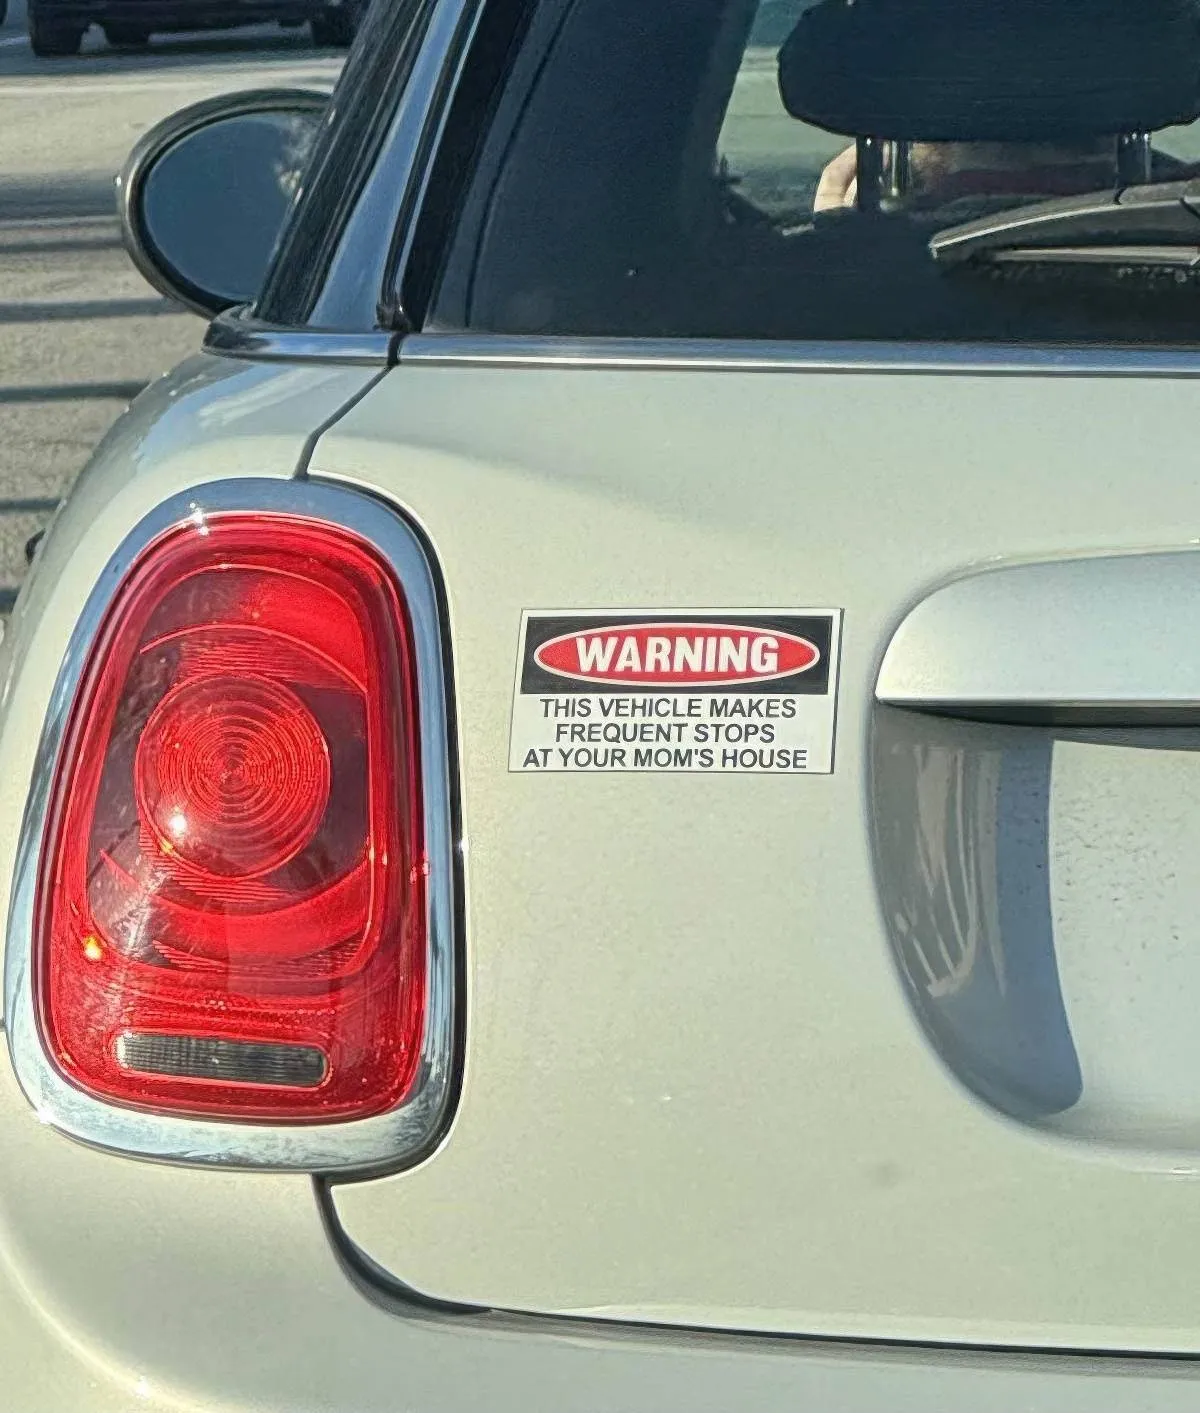 WARNING
THIS VEHICLE MAKES
FREQUENT STOPS
AT YOUR MOM'S HOUSE